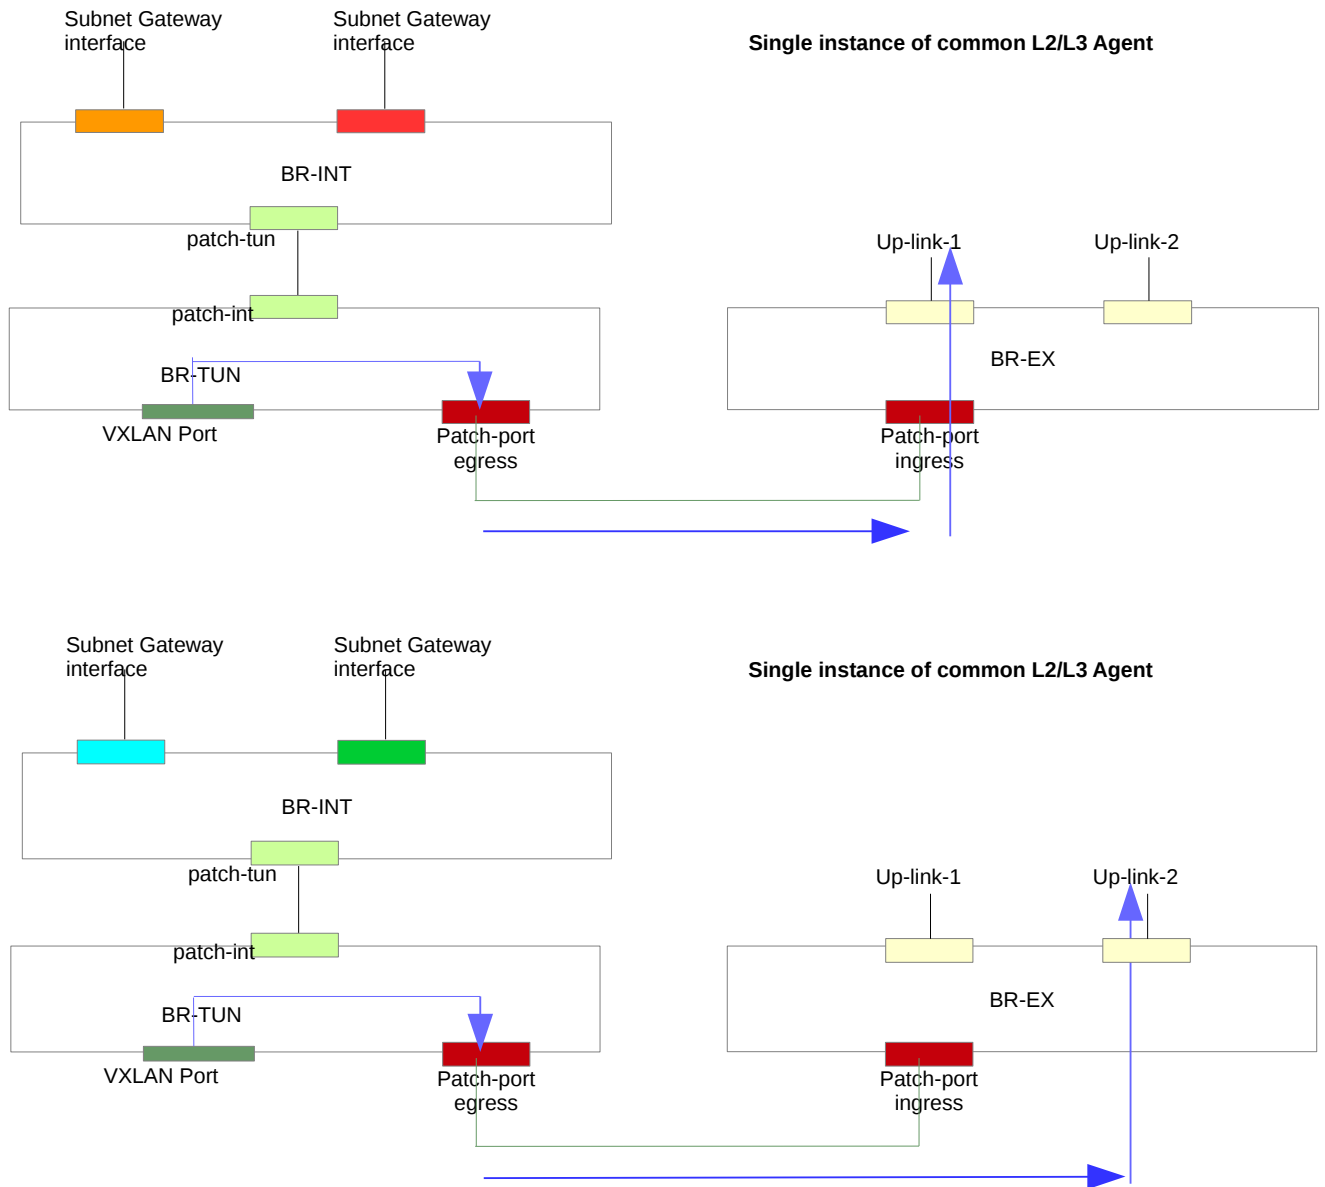 Subnet Gateway
interface
Subnet Gateway
interface
Single instance of common L2/L3 Agent
BR-INT
patch-tun
Up-link-1
Up-link-2
patch-int
BR-EX
BR-TUN
VXLAN Port
Patch-port
egress
Patch-port
ingress
Subnet Gateway
interface
Subnet Gateway
interface
Single instance of common L2/L3 Agent
BR-INT
patch-tun
Up-link-1
Up-link-2
patch-int
BR-EX
BR-TUN
VXLAN Port
Patch-port
egress
Patch-port
ingress